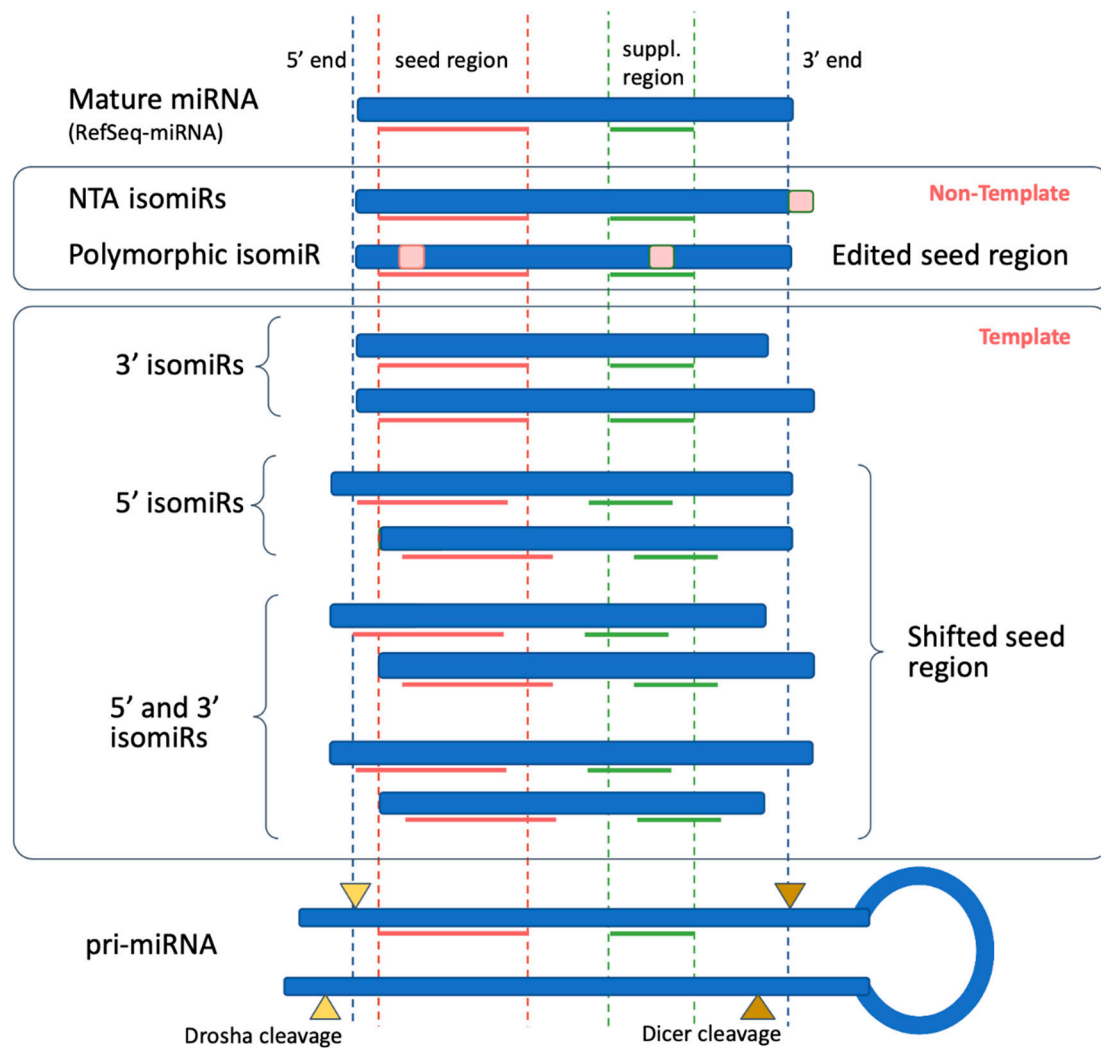 5’ end
seed region
suppl.
region
3’ end
Mature miRNA
(RefSeq-miRNA)
NTA isomiRs
Non-Template
Polymorphic isomiR
Edited seed region
Template
3’ isomiRs
5’ isomiRs
Shifted seed
region
5’ and 3’
isomiRs
pri-miRNA
Drosha cleavage
Dicer cleavage